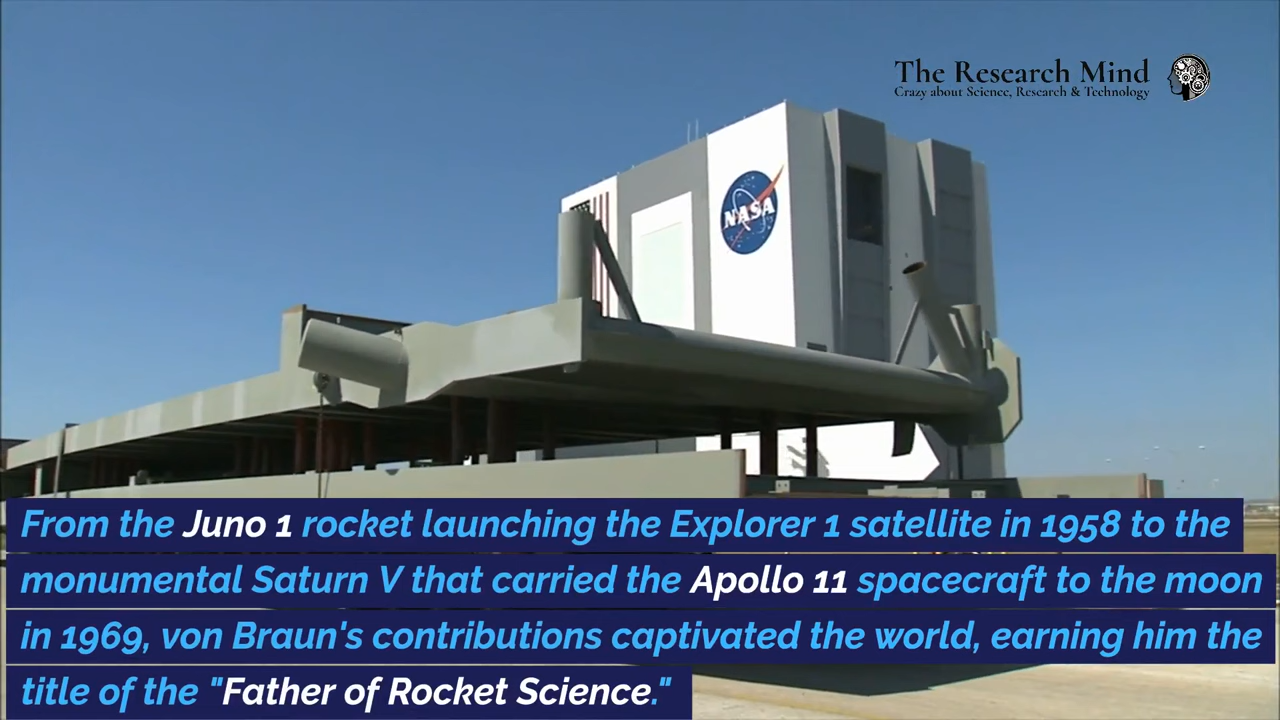 The Research Mind
Crazy about Science, Research & Technology
NASA
From the Juno 1 rocket launching the Explorer 1 satellite in 1958 to the
monumental Saturn V that carried the Apollo 11 spacecraft to the moon
in 1969, von Braun's contributions captivated the world, earning him the
title of the "Father of Rocket Science."